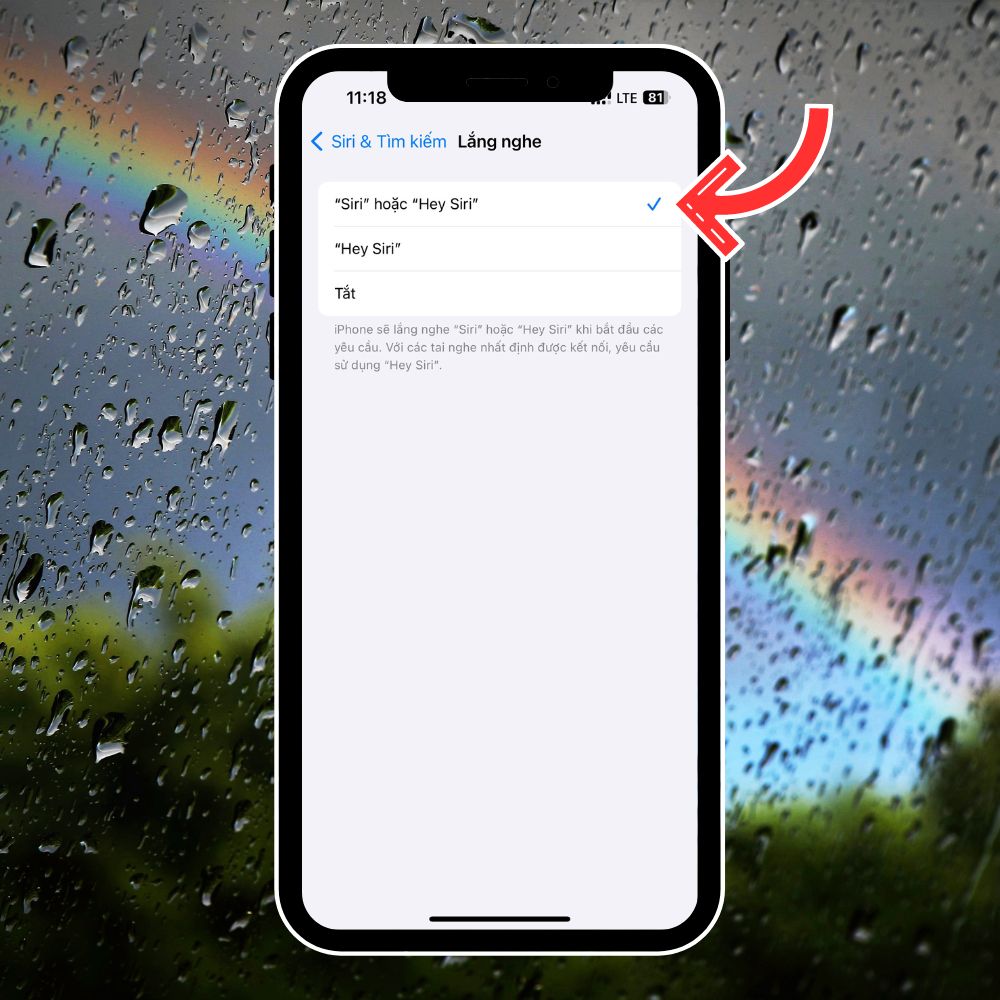 11:18 LTE 81
Siri & Tìm kiếm Lắng nghe
“Siri” hoặc “Hey Siri”
“Hey Siri”
Tắt
iPhone sẽ lắng nghe “Siri” hoặc “Hey Siri” khi bắt đầu các
yêu cầu. Với các tai nghe nhất định được kết nối, yêu cầu
sử dụng “Hey Siri”.